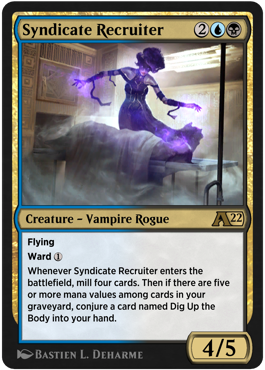 Syndicate Recruiter 2
Creature – Vampire Rogue A22
Flying
Ward 1
Whenever Syndicate Recruiter enters the
battlefield, mill four cards. Then if there are
five or more mana values among cards in your
graveyard, conjure a card named Dig Up the
Body into your hand.
Bastien L. Deharme
4/5